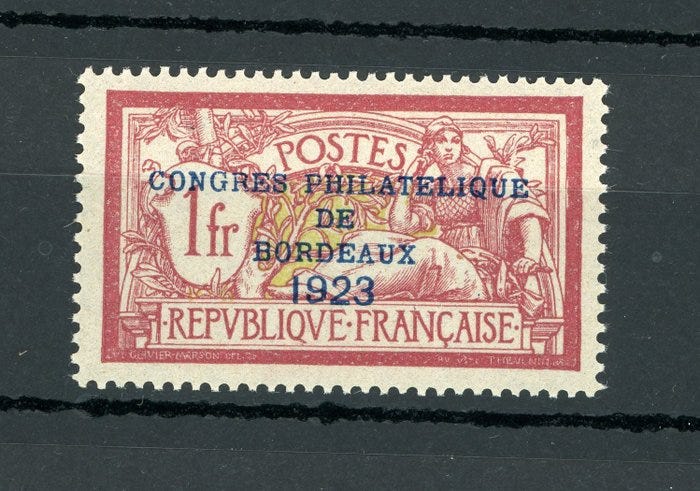 POSTES
CONGRES PHILATELIQUE
DE
1fr
BORDEAUX
1923
·REPVBLIQVE·FRANÇAISE·